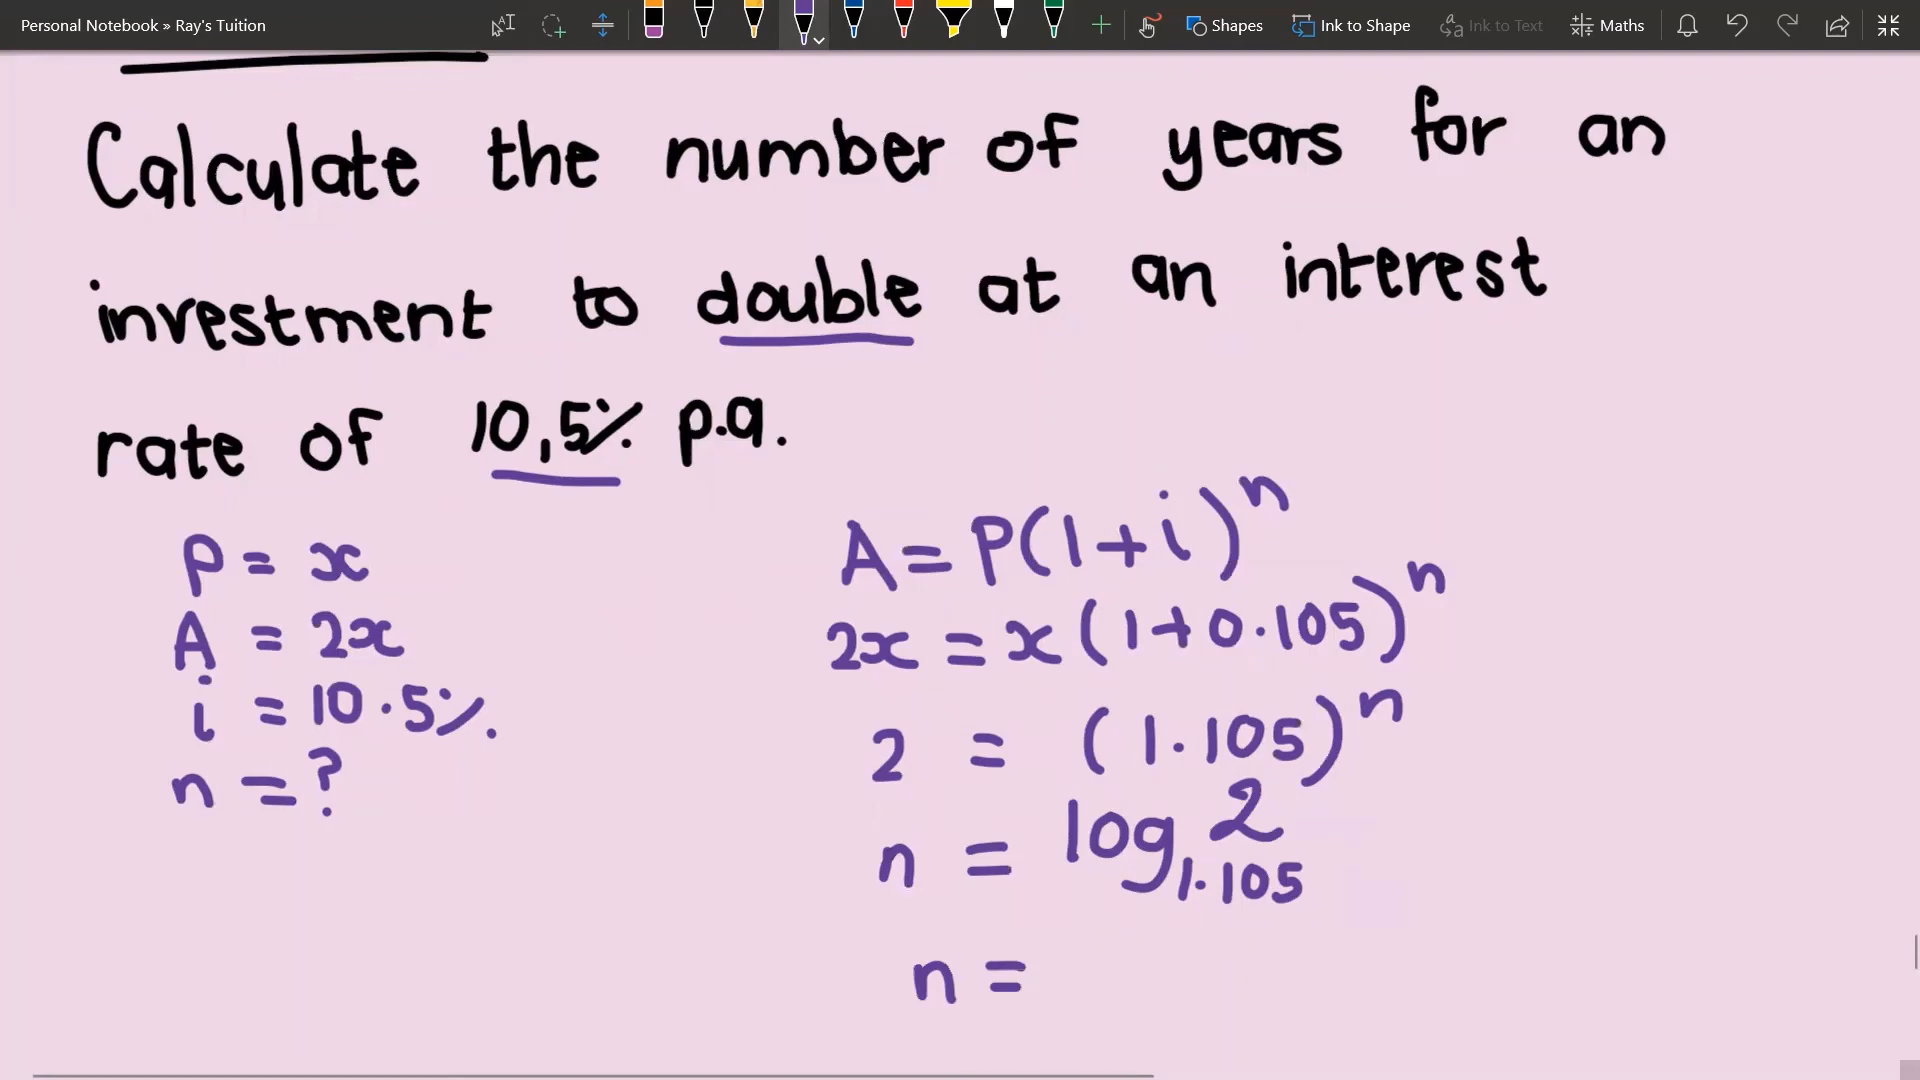 Personal Notebook » Ray's Tuition
Shapes
Ink to Shape
Ink to Text
Maths
Calculate the number of years for an
investment to double at an interest
rate of 10,5% p.a.
P = x
A = 2x
i = 10.5%
n = ?
A = P(1+i)^n
2x = x(1+0.105)^n
2 = (1.105)^n
n = log_1.105 2
n =